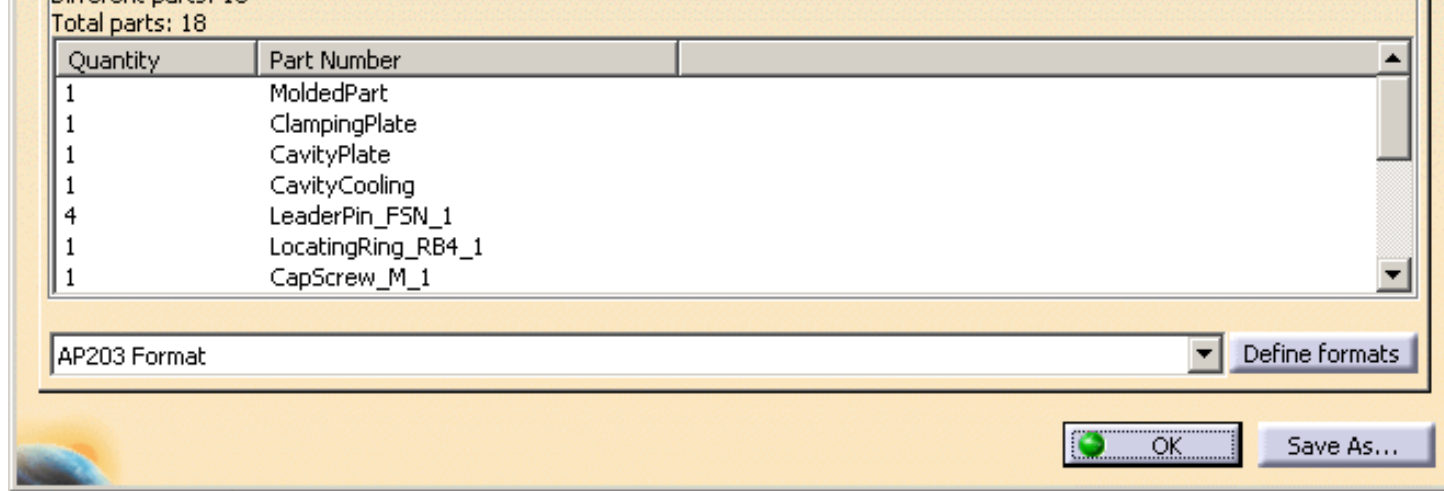 Total parts: 18
Quantity Part Number
1 MoldedPart
1 ClampingPlate
1 CavityPlate
1 CavityCooling
4 LeaderPin_FSN_1
1 LocatingRing_RB4_1
1 CapScrew_M_1
AP203 Format Define formats
OK Save As...